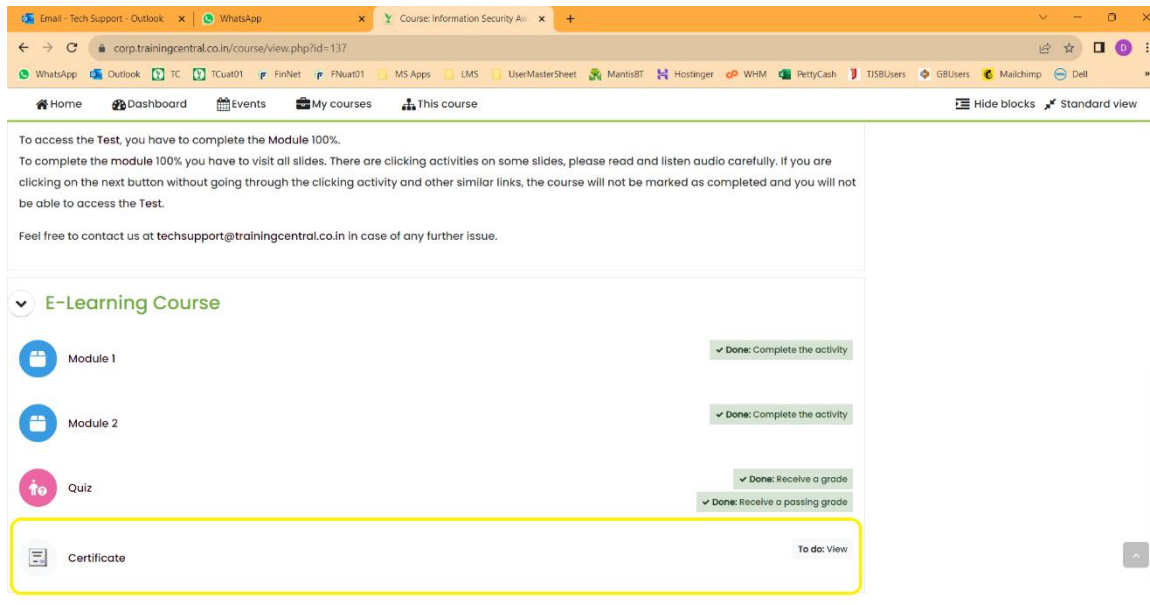 Email - Tech Support - Outlook
WhatsApp
Course: Information Security Aw
corp.trainingcentral.co.in/course/view.php?id=137
D
WhatsApp Outlook TC TCuat01 FinNet FNuat01 MS Apps LMS UserMasterSheet MantisBT Hostinger WHM PettyCash TJSBUsers GBUsers Mailchimp Dell
Home Dashboard Events My courses This course Hide blocks Standard view
To access the Test, you have to complete the Module 100%.
To complete the module 100% you have to visit all slides. There are clicking activities on some slides, please read and listen audio carefully. If you are
clicking on the next button without going through the clicking activity and other similar links, the course will not be marked as completed and you will not
be able to access the Test.
Feel free to contact us at techsupport@trainingcentral.co.in in case of any further issue.
E-Learning Course
Module 1 Done: Complete the activity
Module 2 Done: Complete the activity
Quiz Done: Receive a grade
Done: Receive a passing grade
Certificate To do: View